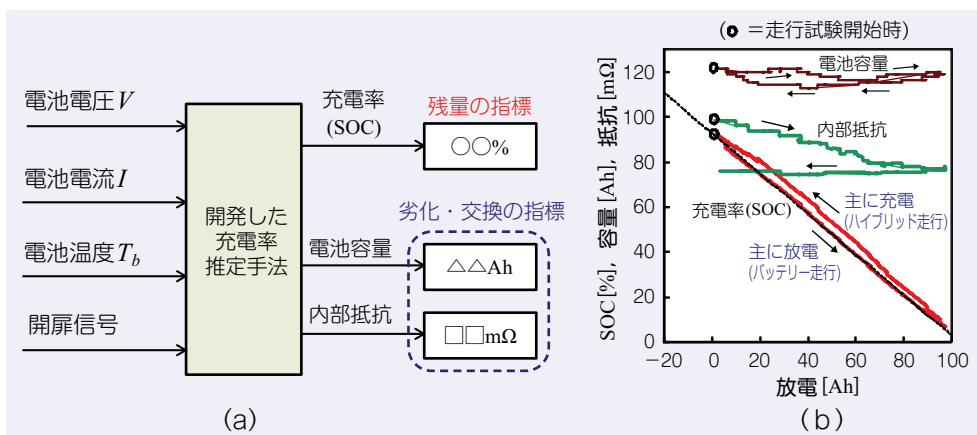 電池電圧V
電池電流I
電池温度Tb
開扉信号
開発した
充電率
推定手法
充電率
(SOC)
電池容量
内部抵抗
残量の指標
○○%
劣化・交換の指標
△△Ah
□□mΩ
(a)
(o =走行試験開始時)
SOC [%], 容量 [Ah], 抵抗 [mΩ]
120
100
80
60
40
20
0
−20
0
20
40
60
80
100
電池容量
内部抵抗
充電率(SOC)
主に充電
(ハイブリッド走行)
主に放電
(バッテリー走行)
放電 [Ah]
(b)